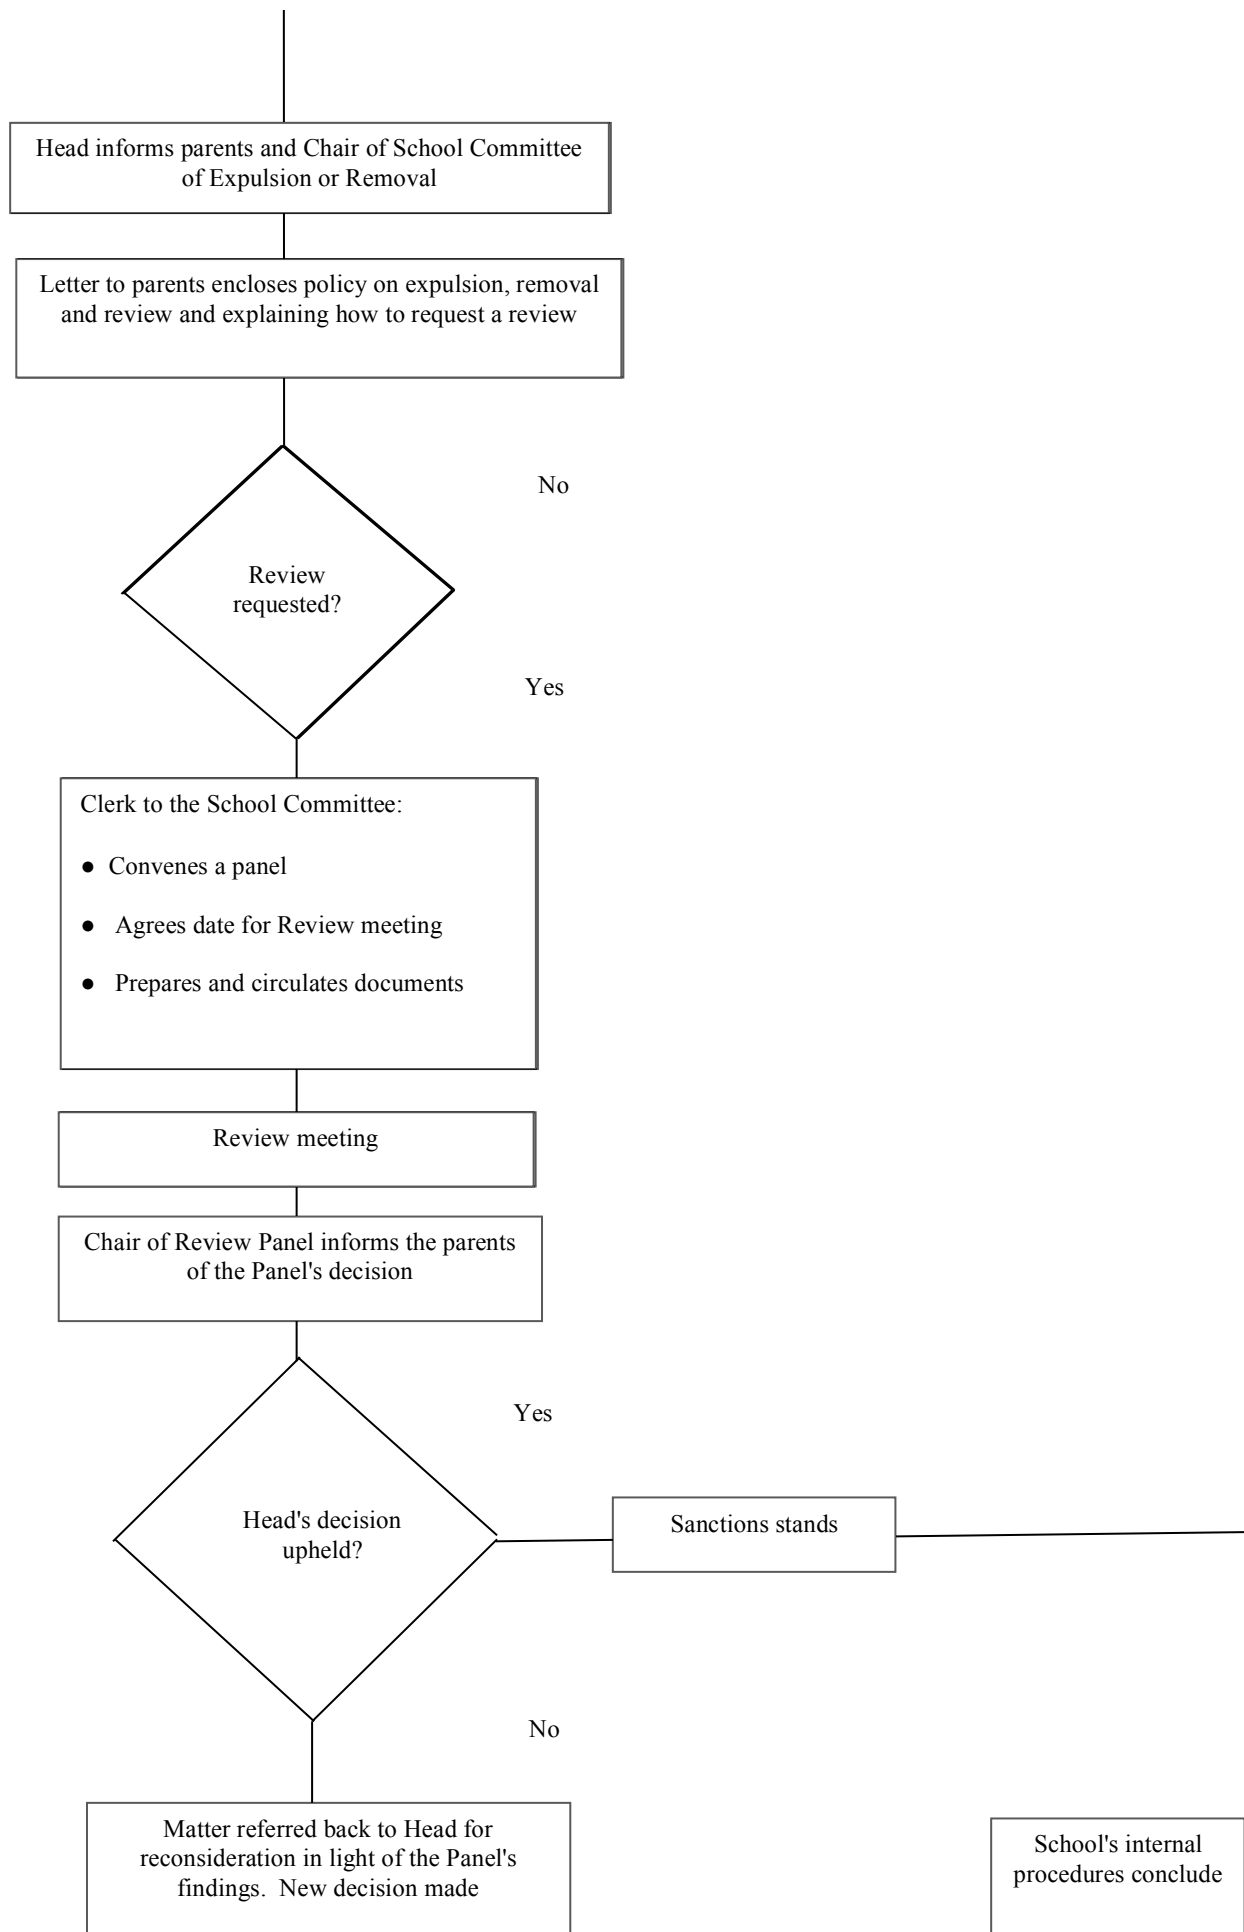 Head informs parents and Chair of School Committee
of Expulsion or Removal
Letter to parents encloses policy on expulsion, removal
and review and explaining how to request a review
No
Review
requested?
Yes
Clerk to the School Committee:
● Convenes a panel
● Agrees date for Review meeting
● Prepares and circulates documents
Review meeting
Chair of Review Panel informs the parents
of the Panel's decision
Yes
Head's decision
upheld?
Sanctions stands
No
Matter referred back to Head for
reconsideration in light of the Panel's
findings.  New decision made
School's internal
procedures conclude